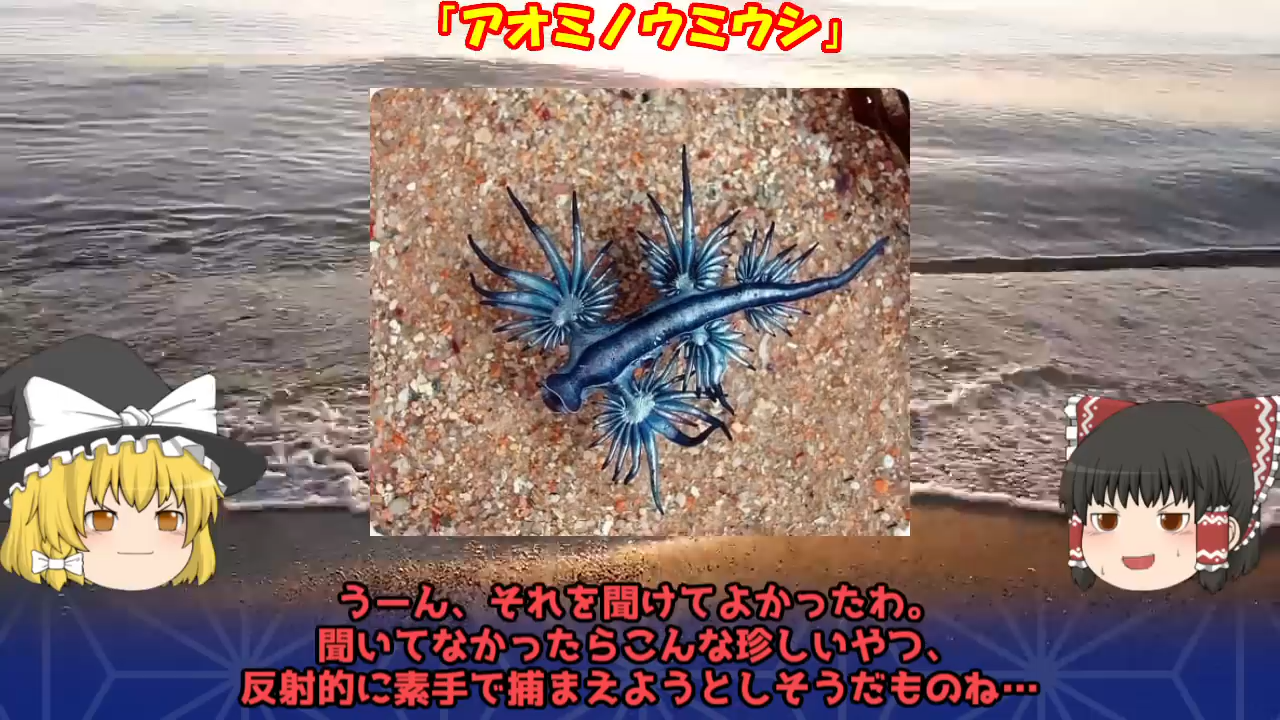 「アオミノウミウシ」
うーん、それを聞けてよかったわ。
聞いてなかったらこんな珍しいやつ、
反射的に素手で捕まえようとしそうだものね…